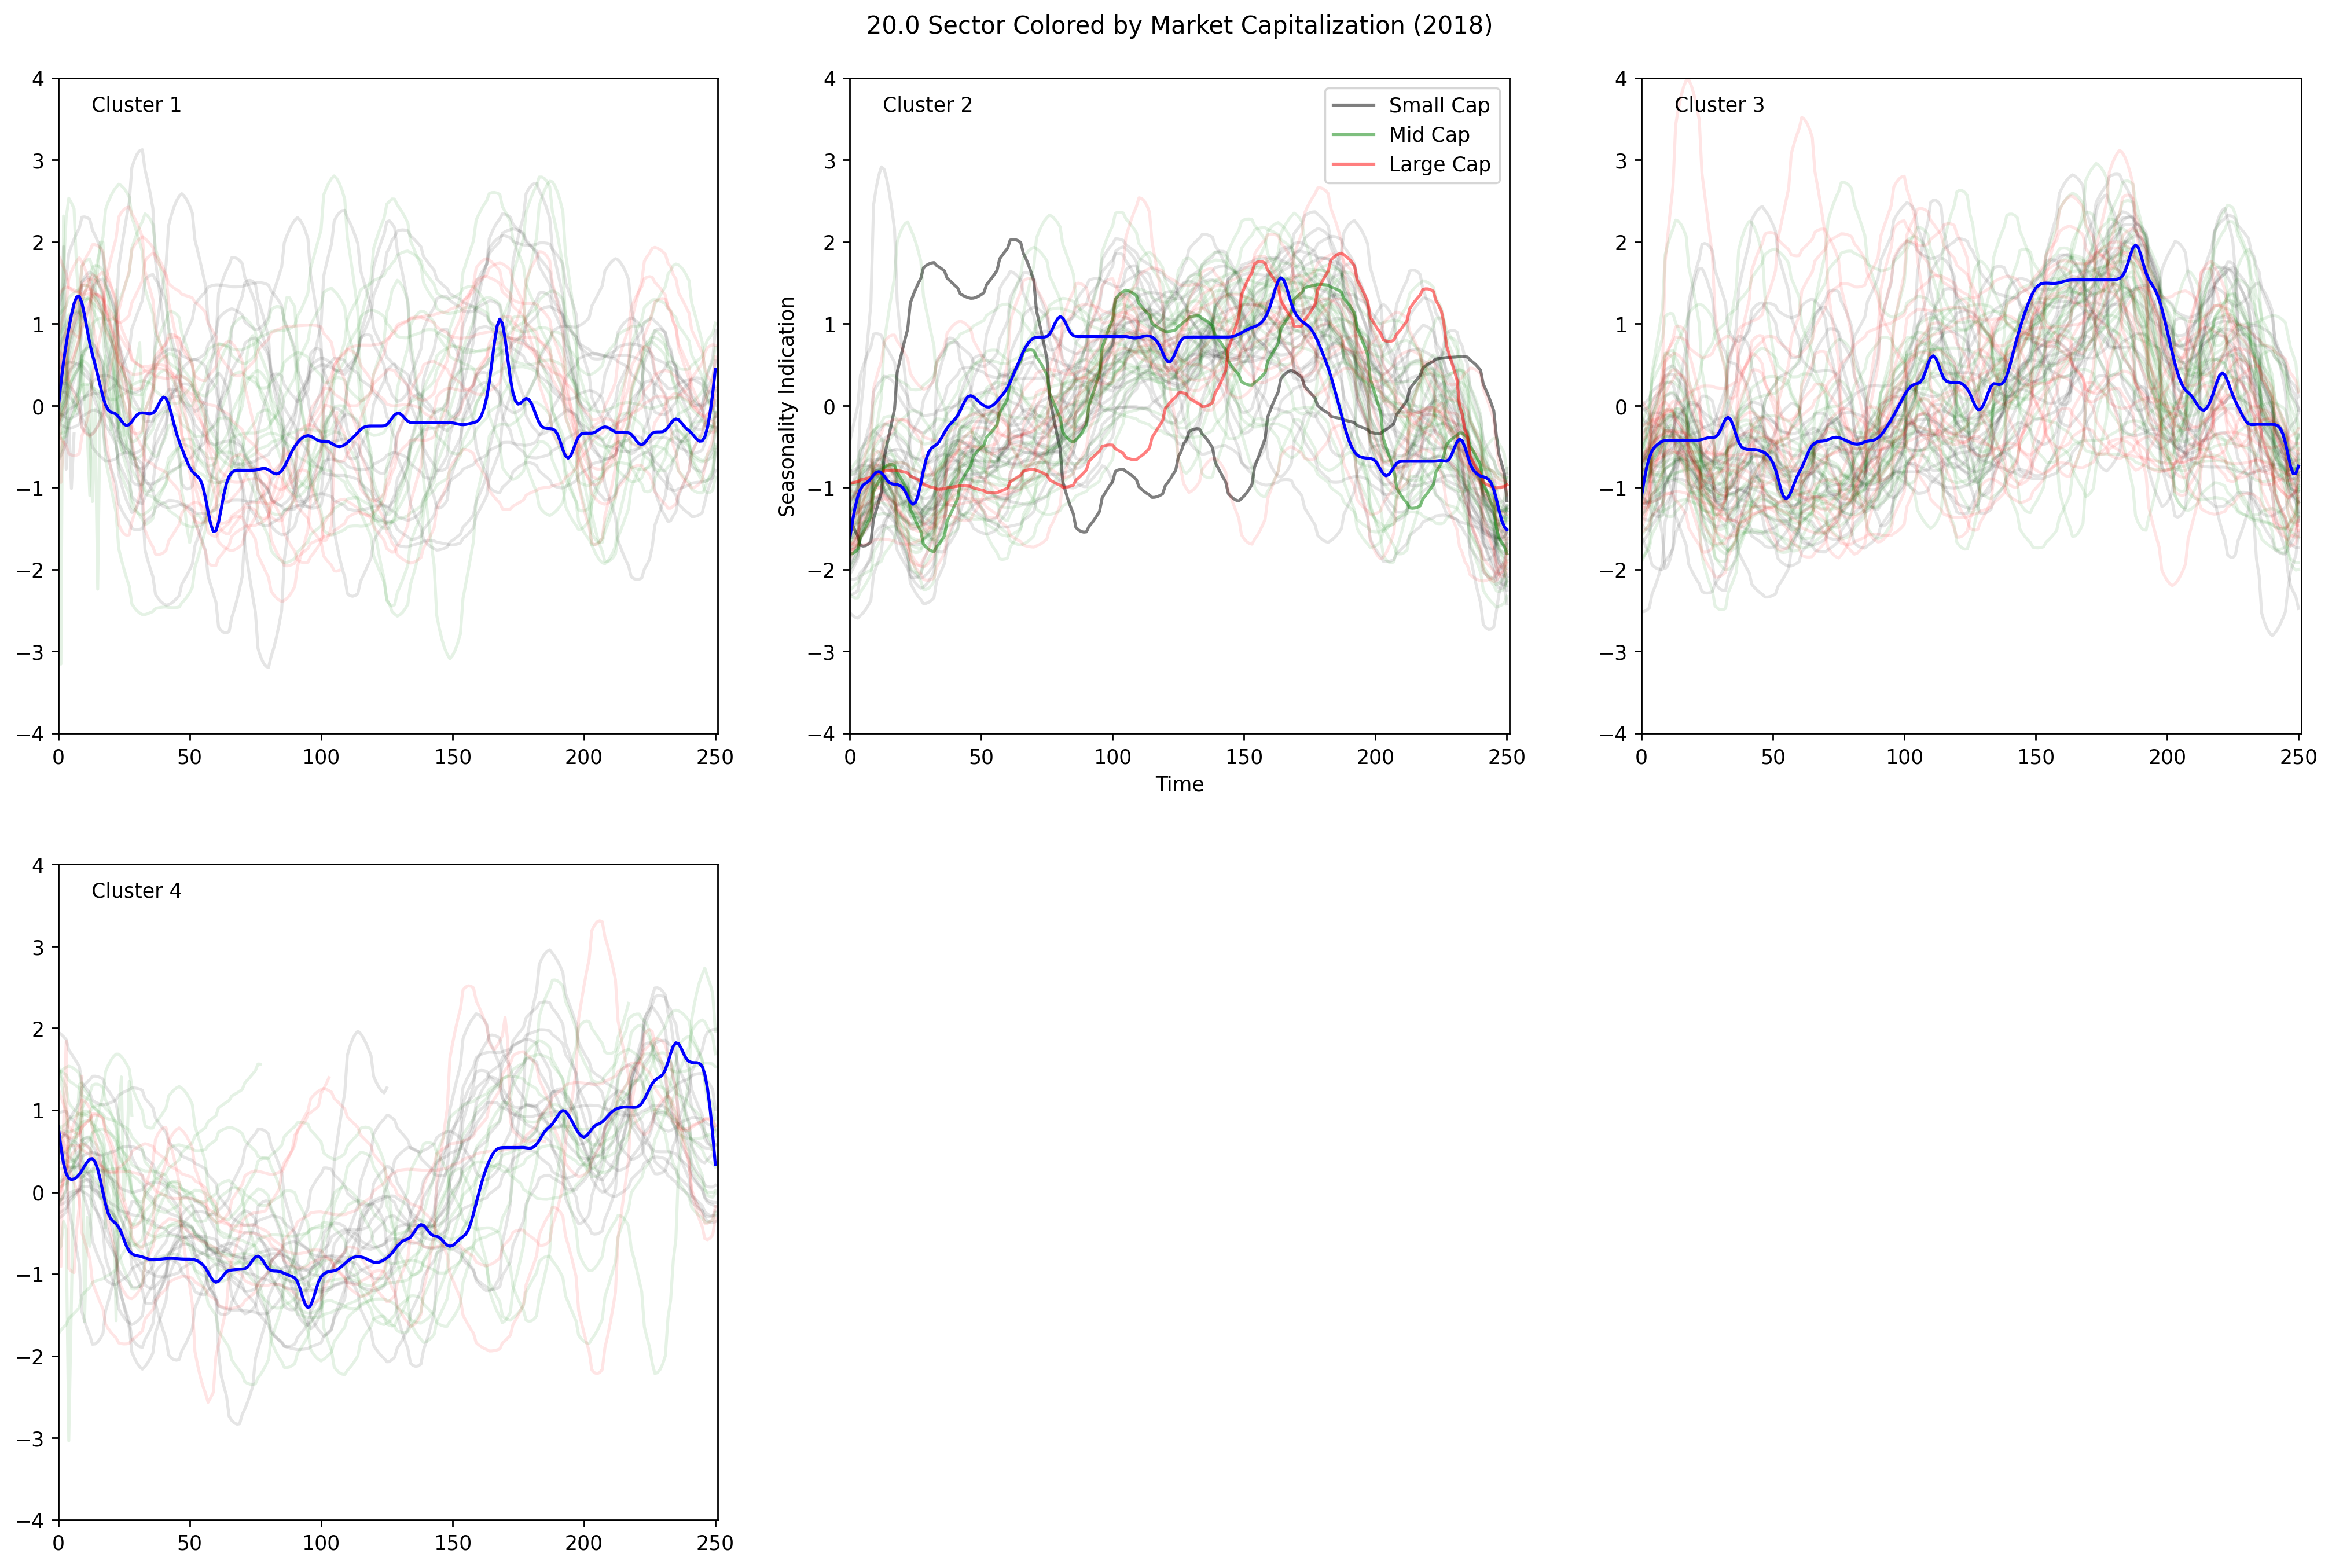 20.0 Sector Colored by Market Capitalization (2018)
Cluster 1
4
3
2
1
0
−1
−2
−3
−4
0 50 100 150 200 250
Cluster 2
Small Cap
Mid Cap
Large Cap
Seasonality Indication
4
3
2
1
0
−1
−2
−3
−4
0 50 100 150 200 250
Time
Cluster 3
4
3
2
1
0
−1
−2
−3
−4
0 50 100 150 200 250
Cluster 4
4
3
2
1
0
−1
−2
−3
−4
0 50 100 150 200 250